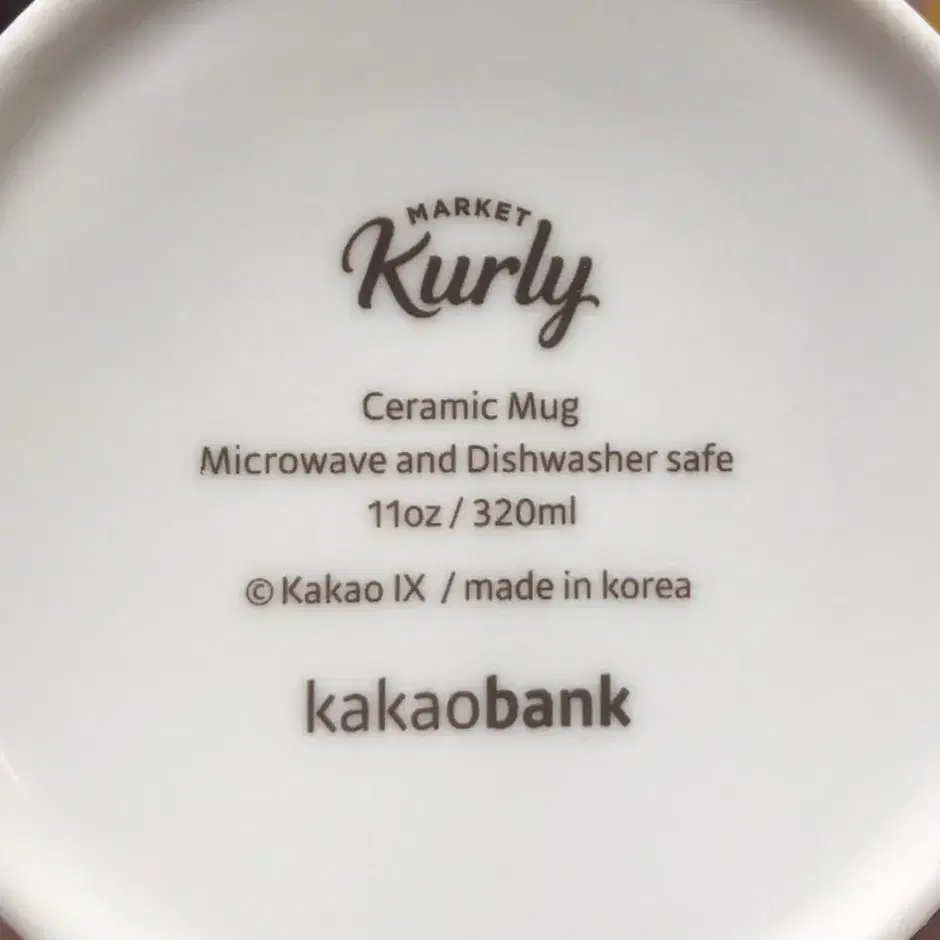 MARKET
Kurly
Ceramic Mug
Microwave and Dishwasher safe
11oz / 320ml
© Kakao IX / made in korea
kakaobank